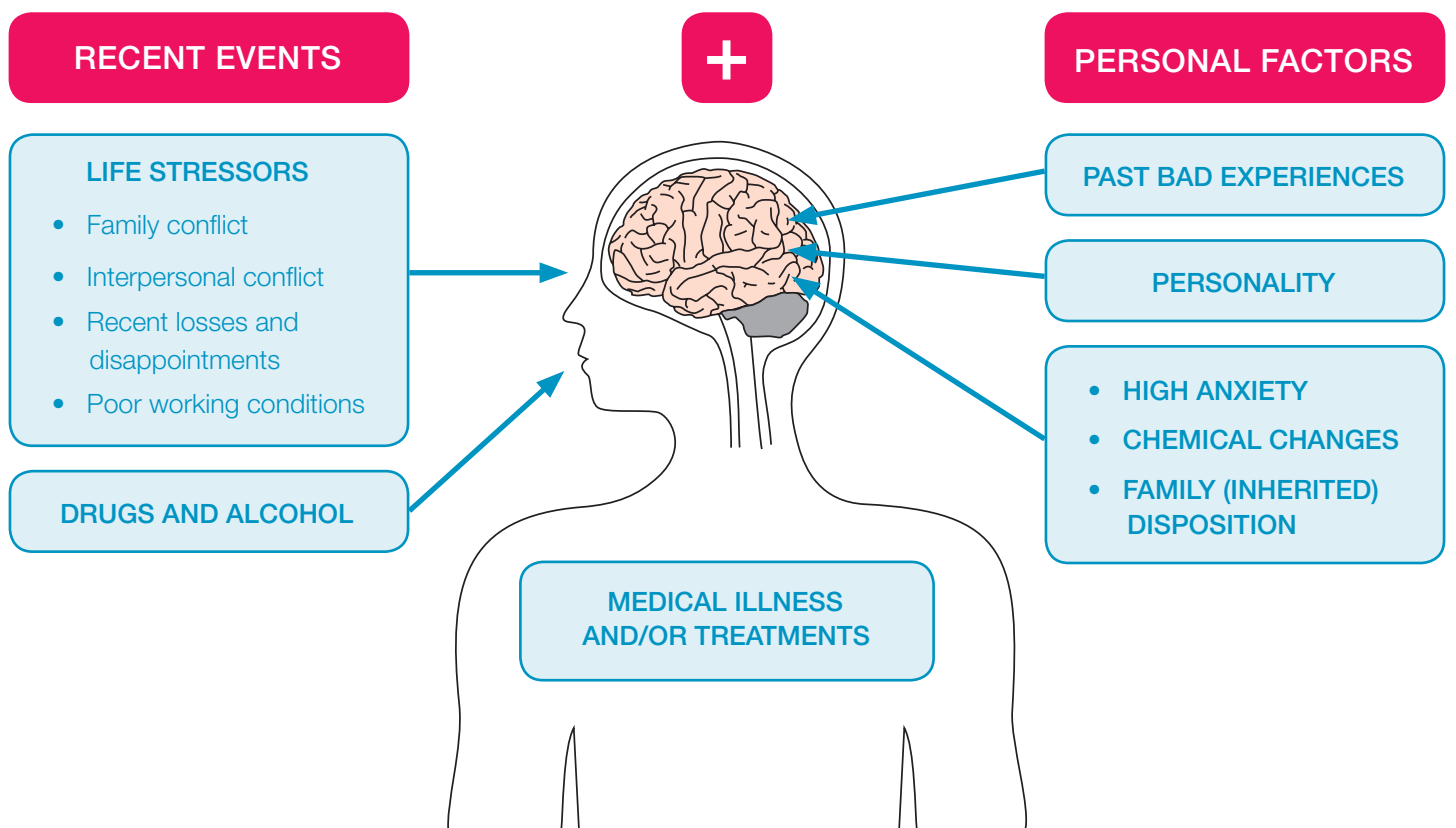 RECENT EVENTS
+
PERSONAL FACTORS
LIFE STRESSORS
• Family conflict
• Interpersonal conflict
• Recent losses and
disappointments
• Poor working conditions
DRUGS AND ALCOHOL
MEDICAL ILLNESS
AND/OR TREATMENTS
PAST BAD EXPERIENCES
PERSONALITY
• HIGH ANXIETY
• CHEMICAL CHANGES
• FAMILY (INHERITED)
DISPOSITION